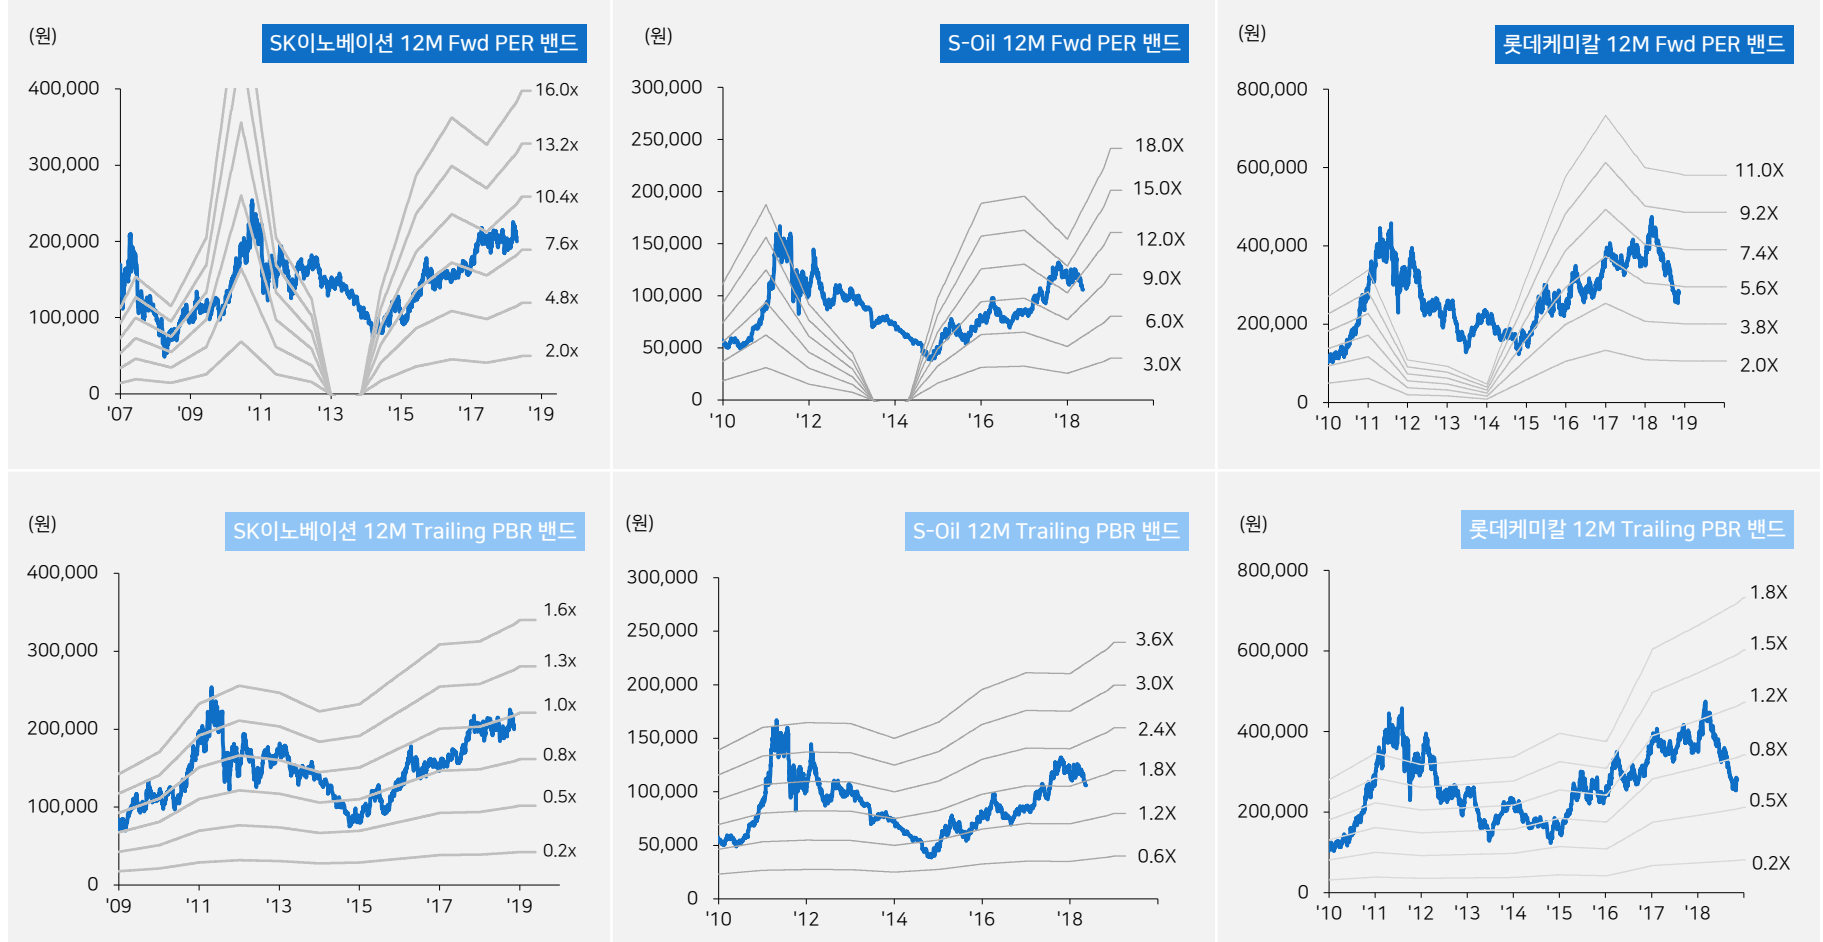 (원)
SK이노베이션 12M Fwd PER 밴드
400,000
300,000
200,000
100,000
0
'07
'09
'11
'13
'15
'17
'19
16.0x
13.2x
10.4x
7.6x
4.8x
2.0x
(원)
S-Oil 12M Fwd PER 밴드
300,000
250,000
200,000
150,000
100,000
50,000
0
'10
'12
'14
'16
'18
18.0X
15.0X
12.0X
9.0X
6.0X
3.0X
(원)
롯데케미칼 12M Fwd PER 밴드
800,000
600,000
400,000
200,000
0
'10
'11
'12
'13
'14
'15
'16
'17
'18
'19
11.0X
9.2X
7.4X
5.6X
3.8X
2.0X
(원)
SK이노베이션 12M Trailing PBR 밴드
400,000
300,000
200,000
100,000
0
'09
'11
'13
'15
'17
'19
1.6x
1.3x
1.0x
0.8x
0.5x
0.2x
(원)
S-Oil 12M Trailing PBR 밴드
300,000
250,000
200,000
150,000
100,000
50,000
0
'10
'12
'14
'16
'18
3.6X
3.0X
2.4X
1.8X
1.2X
0.6X
(원)
롯데케미칼 12M Trailing PBR 밴드
800,000
600,000
400,000
200,000
0
'10
'11
'12
'13
'14
'15
'16
'17
'18
1.8X
1.5X
1.2X
0.8X
0.5X
0.2X